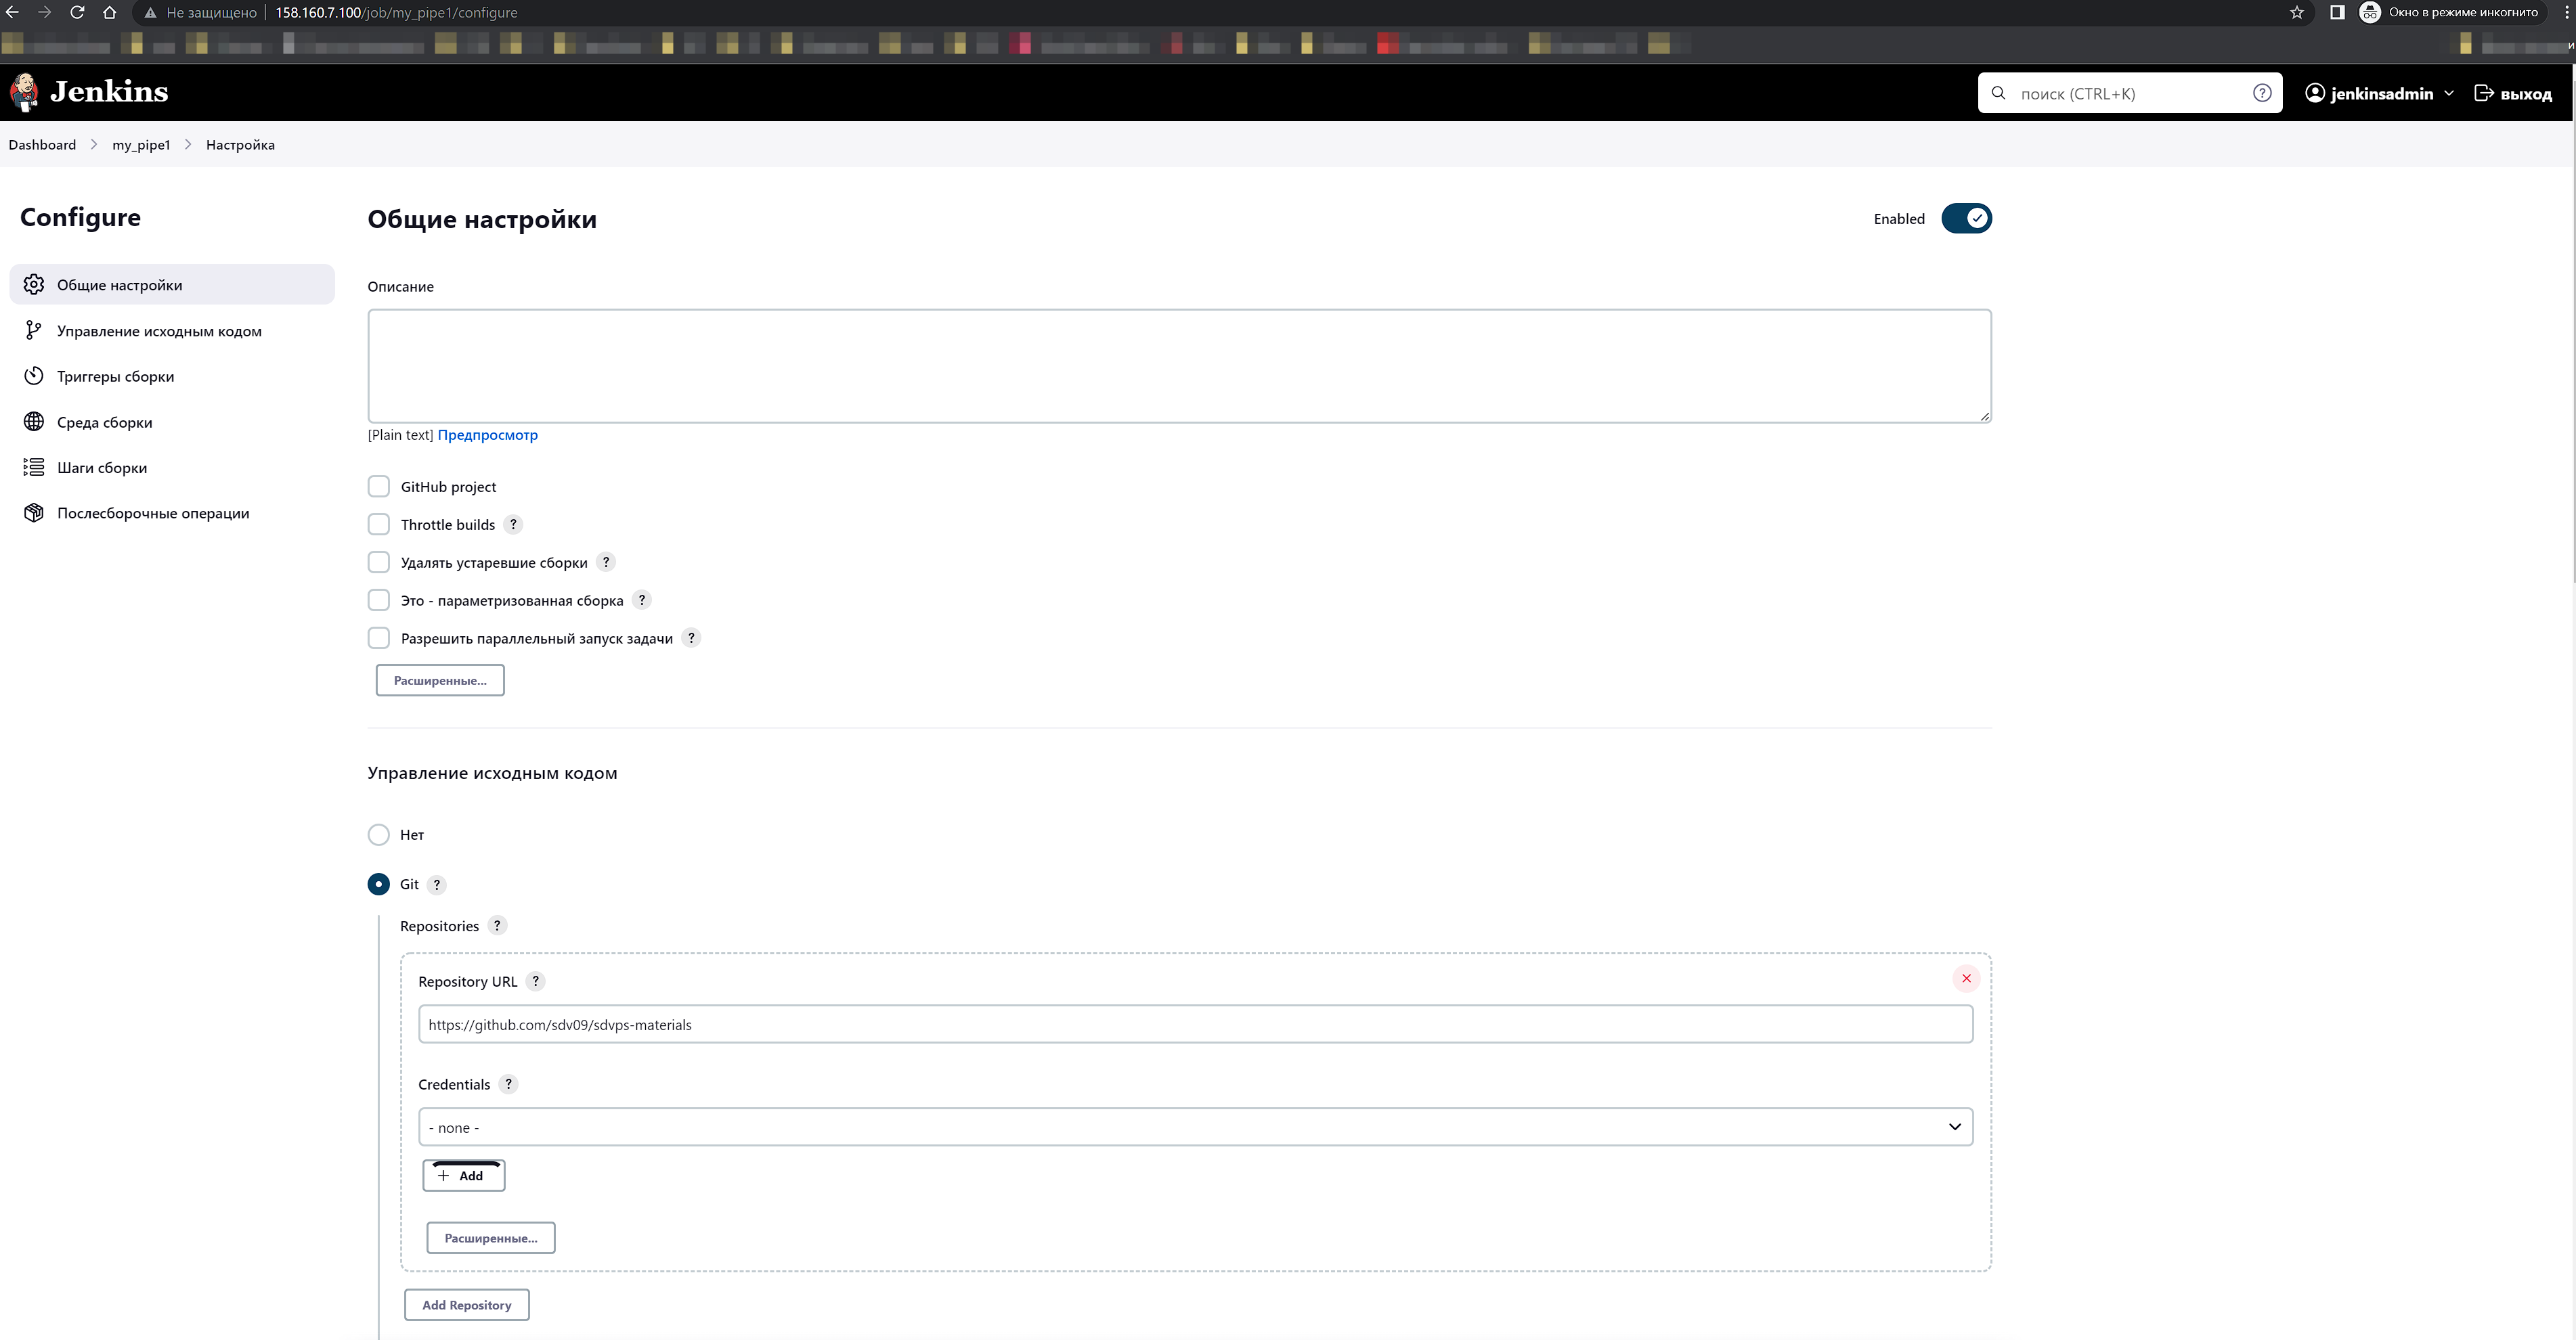 Не защищено 158.160.7.100/job/my_pipe1/configure Окно в режиме инкогнито
Jenkins поиск (CTRL+K) ? jenkinsadmin выход
Dashboard my_pipe1 Настройка
Configure
Общие настройки
Управление исходным кодом
Триггеры сборки
Среда сборки
Шаги сборки
Послесборочные операции
Общие настройки Enabled
Описание
[Plain text] Предпросмотр
GitHub project
Throttle builds ?
Удалять устаревшие сборки ?
Это - параметризованная сборка ?
Разрешить параллельный запуск задачи ?
Расширенные...
Управление исходным кодом
Нет
Git ?
Repositories ?
Repository URL ?
https://github.com/sdv09/sdvps-materials
Credentials ?
- none -
+ Add
Расширенные...
Add Repository